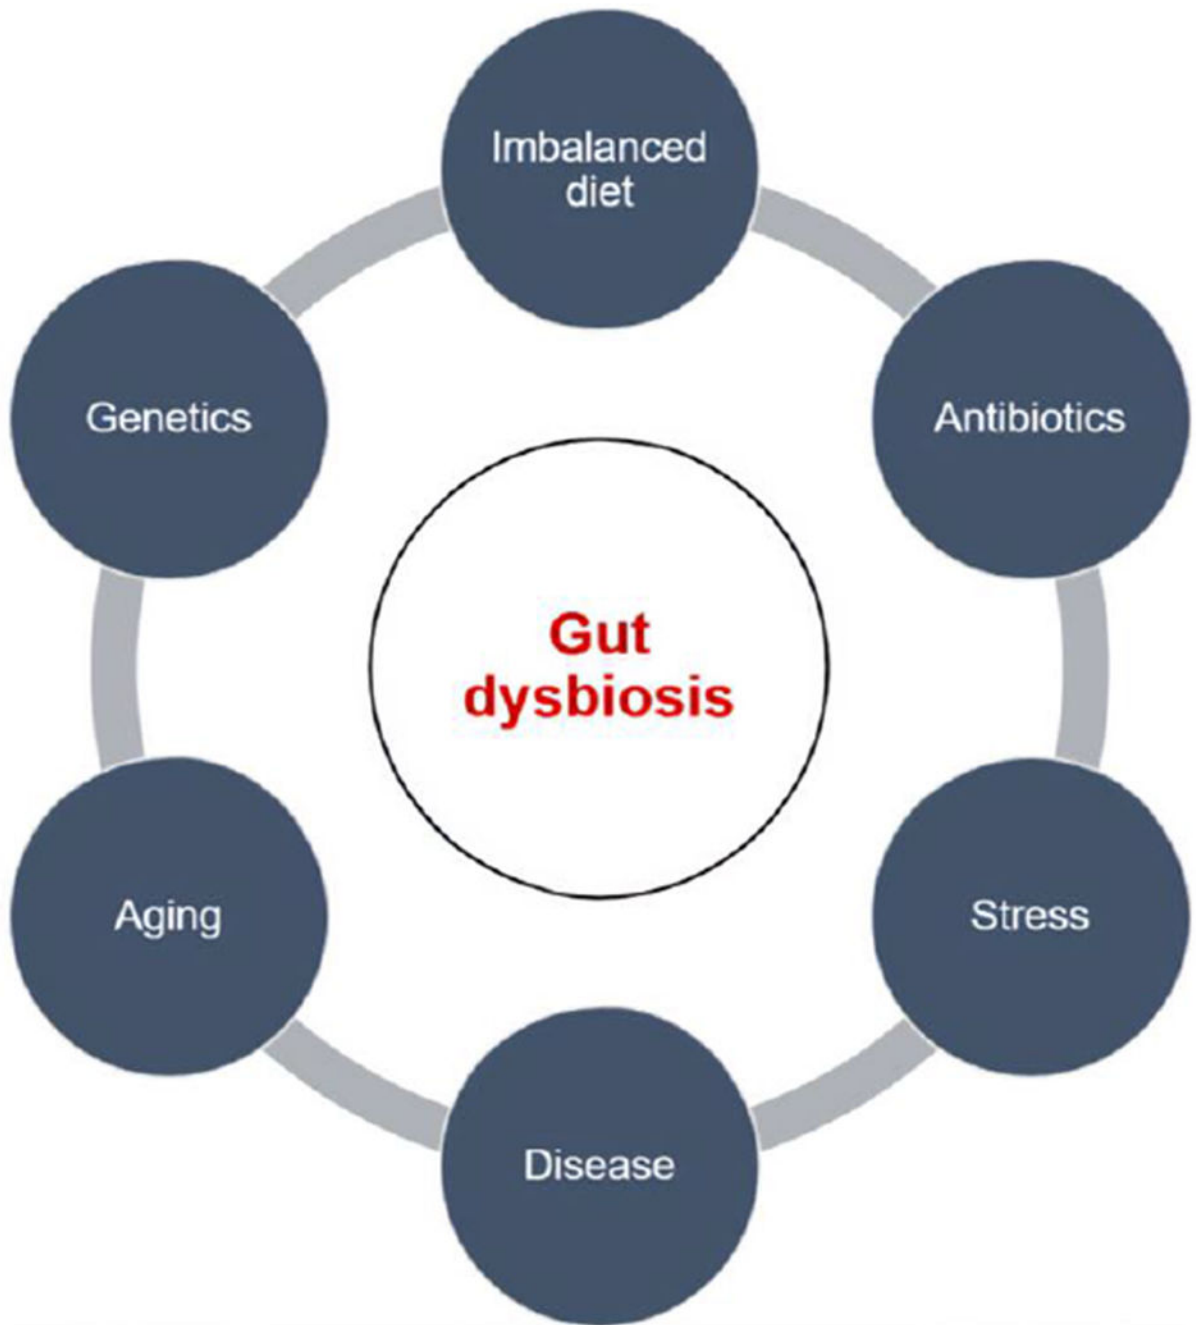 Imbalanced
diet
Genetics
Antibiotics
Gut
dysbiosis
Aging
Stress
Disease